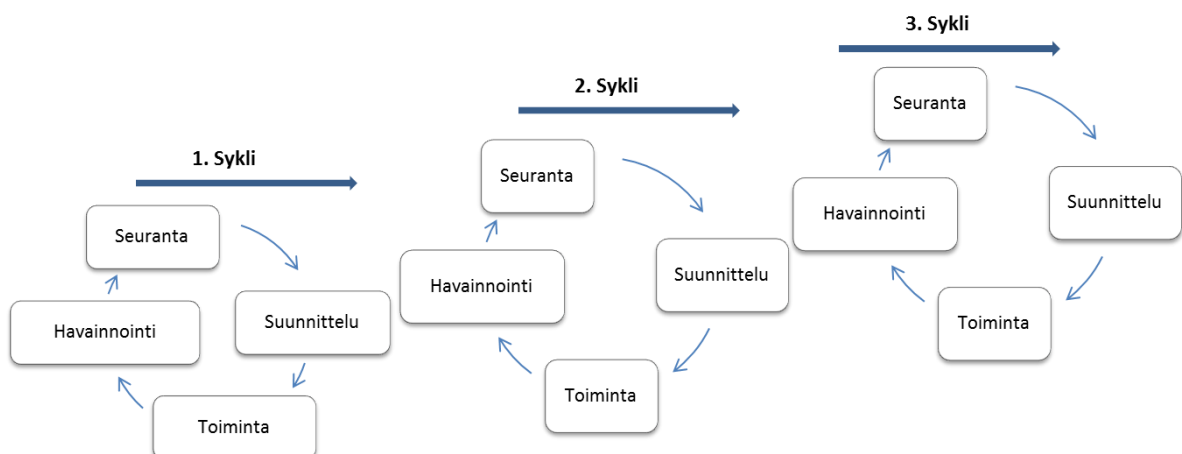 1. Sykli
Seuranta
Suunnittelu
Toiminta
Havainnointi
2. Sykli
Seuranta
Suunnittelu
Toiminta
Havainnointi
3. Sykli
Seuranta
Suunnittelu
Toiminta
Havainnointi